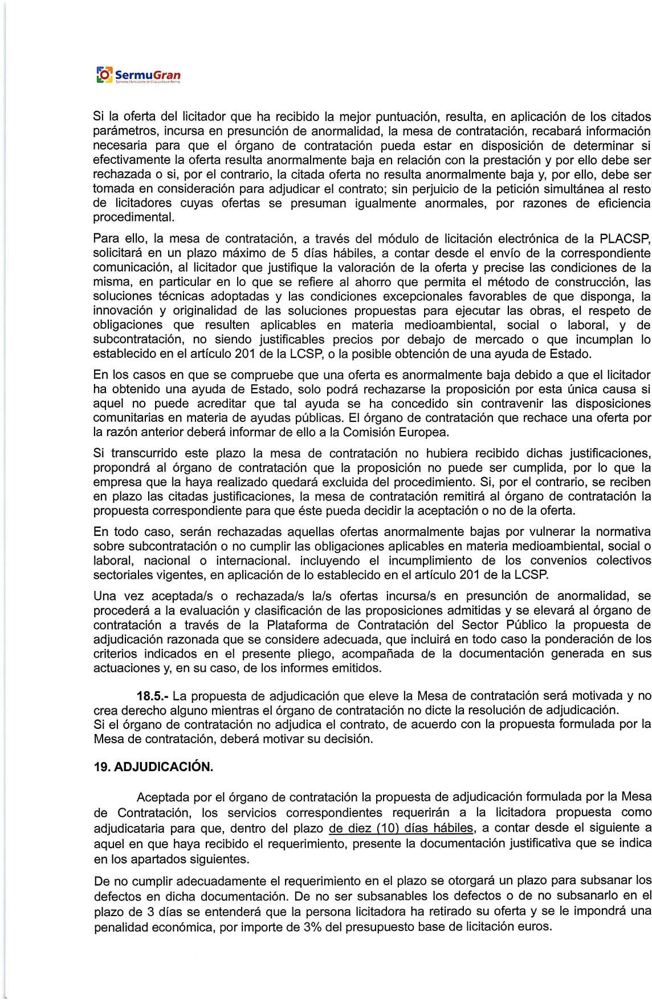 SermuGran
Si la oferta del licitador que ha recibido la mejor puntuación, resulta, en aplicación de los citados
parámetros, incursa en presunción de anormalidad, la mesa de contratación, recabará información
necesaria para que el órgano de contratación pueda estar en disposición de determinar si
efectivamente la oferta resulta anormalmente baja en relación con la prestación y por ello debe ser
rechazada o si, por el contrario, la citada oferta no resulta anormalmente baja y, por ello, debe ser
tomada en consideración para adjudicar el contrato; sin perjuicio de la petición simultánea al resto
de licitadores cuyas ofertas se presuman igualmente anormales, por razones de eficiencia
procedimental.
Para ello, la mesa de contratación, a través del módulo de licitación electrónica de la PLACSP,
solicitará en un plazo máximo de 5 días hábiles, a contar desde el envío de la correspondiente
comunicación, al licitador que justifique la valoración de la oferta y precise las condiciones de la
misma, en particular en lo que se refiere al ahorro que permita el método de construcción, las
soluciones técnicas adoptadas y las condiciones excepcionales favorables de que disponga, la
innovación y originalidad de las soluciones propuestas para ejecutar las obras, el respeto de
obligaciones que resulten aplicables en materia medioambiental, social o laboral, y de
subcontratación, no siendo justificables precios por debajo de mercado o que incumplan lo
establecido en el artículo 201 de la LCSP, o la posible obtención de una ayuda de Estado.
En los casos en que se compruebe que una oferta es anormalmente baja debido a que el licitador
ha obtenido una ayuda de Estado, solo podrá rechazarse la proposición por esta única causa si
aquel no puede acreditar que tal ayuda se ha concedido sin contravenir las disposiciones
comunitarias en materia de ayudas públicas. El órgano de contratación que rechace una oferta por
la razón anterior deberá informar de ello a la Comisión Europea.
Si transcurrido este plazo la mesa de contratación no hubiera recibido dichas justificaciones,
propondrá al órgano de contratación que la proposición no puede ser cumplida, por lo que la
empresa que la haya realizado quedará excluida del procedimiento. Si, por el contrario, se reciben
en plazo las citadas justificaciones, la mesa de contratación remitirá al órgano de contratación la
propuesta correspondiente para que éste pueda decidir la aceptación o no de la oferta.
En todo caso, serán rechazadas aquellas ofertas anormalmente bajas por vulnerar la normativa
sobre subcontratación o no cumplir las obligaciones aplicables en materia medioambiental, social o
laboral, nacional o internacional. incluyendo el incumplimiento de los convenios colectivos
sectoriales vigentes, en aplicación de lo establecido en el artículo 201 de la LCSP.
Una vez aceptada/s o rechazada/s la/s ofertas incursa/s en presunción de anormalidad, se
procederá a la evaluación y clasificación de las proposiciones admitidas y se elevará al órgano de
contratación a través de la Plataforma de Contratación del Sector Público la propuesta de
adjudicación razonada que se considere adecuada, que incluirá en todo caso la ponderación de los
criterios indicados en el presente pliego, acompañada de la documentación generada en sus
actuaciones y, en su caso, de los informes emitidos.
18.5.- La propuesta de adjudicación que eleve la Mesa de contratación será motivada y no
crea derecho alguno mientras el órgano de contratación no dicte la resolución de adjudicación.
Si el órgano de contratación no adjudica el contrato, de acuerdo con la propuesta formulada por la
Mesa de contratación, deberá motivar su decisión.
19. ADJUDICACIÓN.
Aceptada por el órgano de contratación la propuesta de adjudicación formulada por la Mesa
de Contratación, los servicios correspondientes requerirán a la licitadora propuesta como
adjudicataria para que, dentro del plazo de diez (10) días hábiles, a contar desde el siguiente a
aquel en que haya recibido el requerimiento, presente la documentación justificativa que se indica
en los apartados siguientes.
De no cumplir adecuadamente el requerimiento en el plazo se otorgará un plazo para subsanar los
defectos en dicha documentación. De no ser subsanables los defectos o de no subsanarlo en el
plazo de 3 días se entenderá que la persona licitadora ha retirado su oferta y se le impondrá una
penalidad económica, por importe de 3% del presupuesto base de licitación euros.